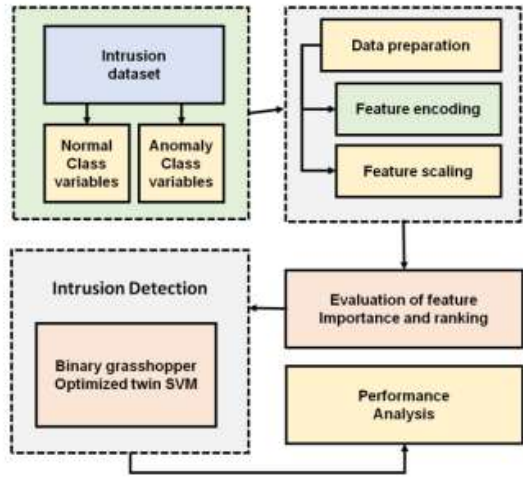 Intrusion
dataset
Normal
Class
variables
Anomaly
Class
variables
Data preparation
Feature encoding
Feature scaling
Evaluation of feature
Importance and ranking
Intrusion Detection
Binary grasshopper
Optimized twin SVM
Performance
Analysis